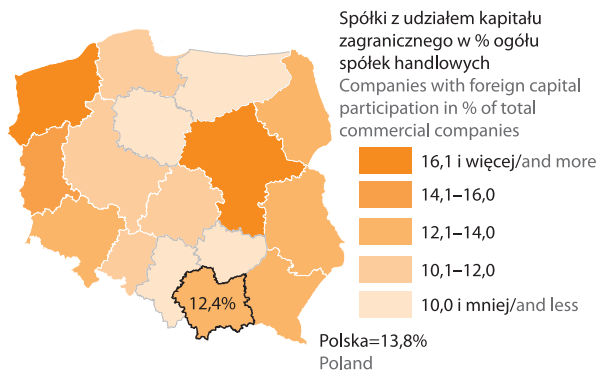 Spółki z udziałem kapitału
zagranicznego w % ogółu
spółek handlowych
Companies with foreign capital
participation in % of total
commercial companies
16,1 i więcej/and more
14,1–16,0
12,1–14,0
10,1–12,0
10,0 i mniej/and less
12,4%
Polska=13,8%
Poland